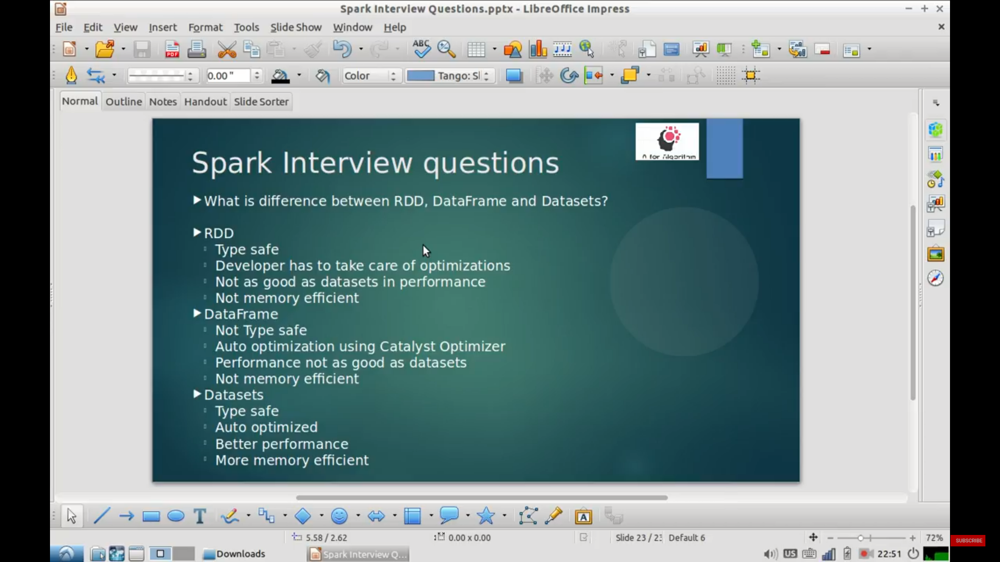 Spark Interview Questions.pptx - LibreOffice Impress
File Edit View Insert Format Tools Slide Show Window Help
ABC
PDF
0.00 " Color Tango: Sl
Normal Outline Notes Handout Slide Sorter
A for Algorithm
Spark Interview questions
What is difference between RDD, DataFrame and Datasets?
RDD
Type safe
Developer has to take care of optimizations
Not as good as datasets in performance
Not memory efficient
DataFrame
Not Type safe
Auto optimization using Catalyst Optimizer
Performance not as good as datasets
Not memory efficient
Datasets
Type safe
Auto optimized
Better performance
More memory efficient
T A
5.58 / 2.62 0.00 x 0.00 Slide 23 / 23 Default 6 72%
SUBSCRIBE
Downloads Spark Interview Q... US 22:51